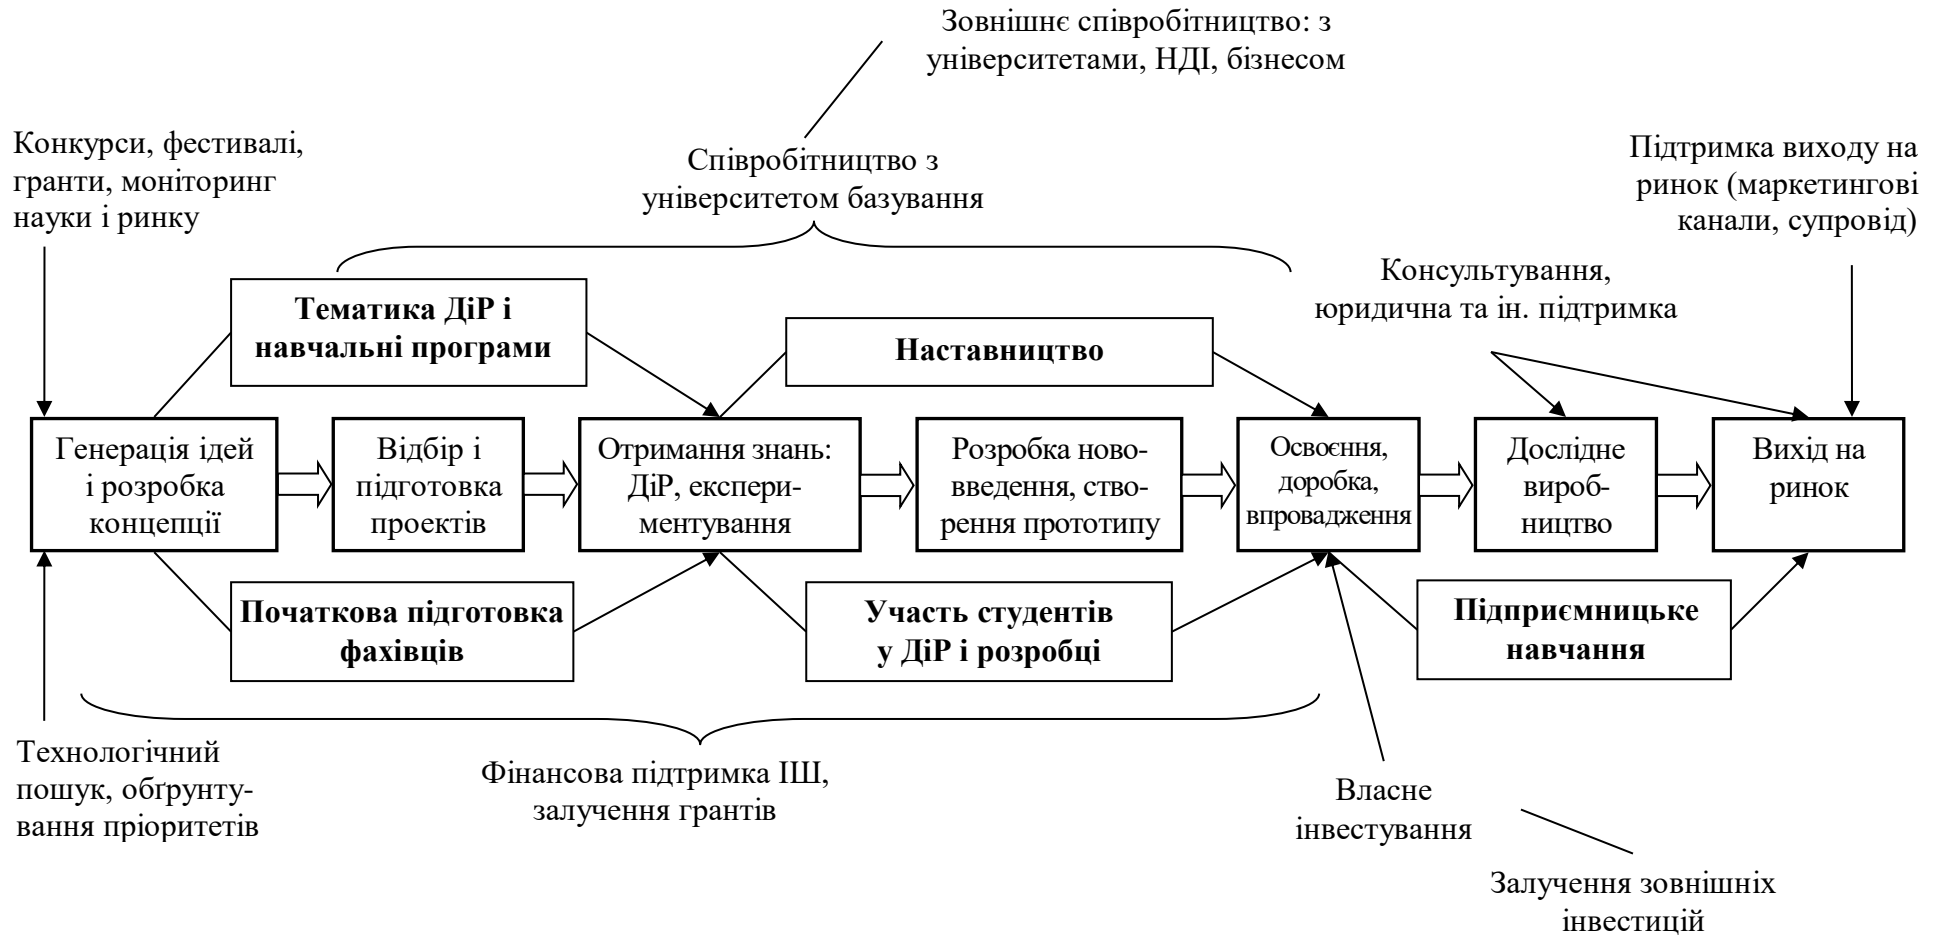 Зовнішнє співробітництво: з
університетами, НДІ, бізнесом
Конкурси, фестивалі,
гранти, моніторинг
науки і ринку
Співробітництво з
університетом базування
Підтримка виходу на
ринок (маркетингові
канали, супровід)
Консультування,
юридична та ін. підтримка
Тематика ДіР і
навчальні програми
Наставництво
Генерація ідей
і розробка
концепції
Відбір і
підготовка
проектів
Отримання знань:
ДіР, експери-
ментування
Розробка ново-
введення, ство-
рення прототипу
Освоєння,
доробка,
впровадження
Дослідне
вироб-
ництво
Вихід на
ринок
Початкова підготовка
фахівців
Участь студентів
у ДіР і розробці
Підприємницьке
навчання
Технологічний
пошук, обґрунту-
вання пріоритетів
Фінансова підтримка ІШ,
залучення грантів
Власне
інвестування
Залучення зовнішніх
інвестицій